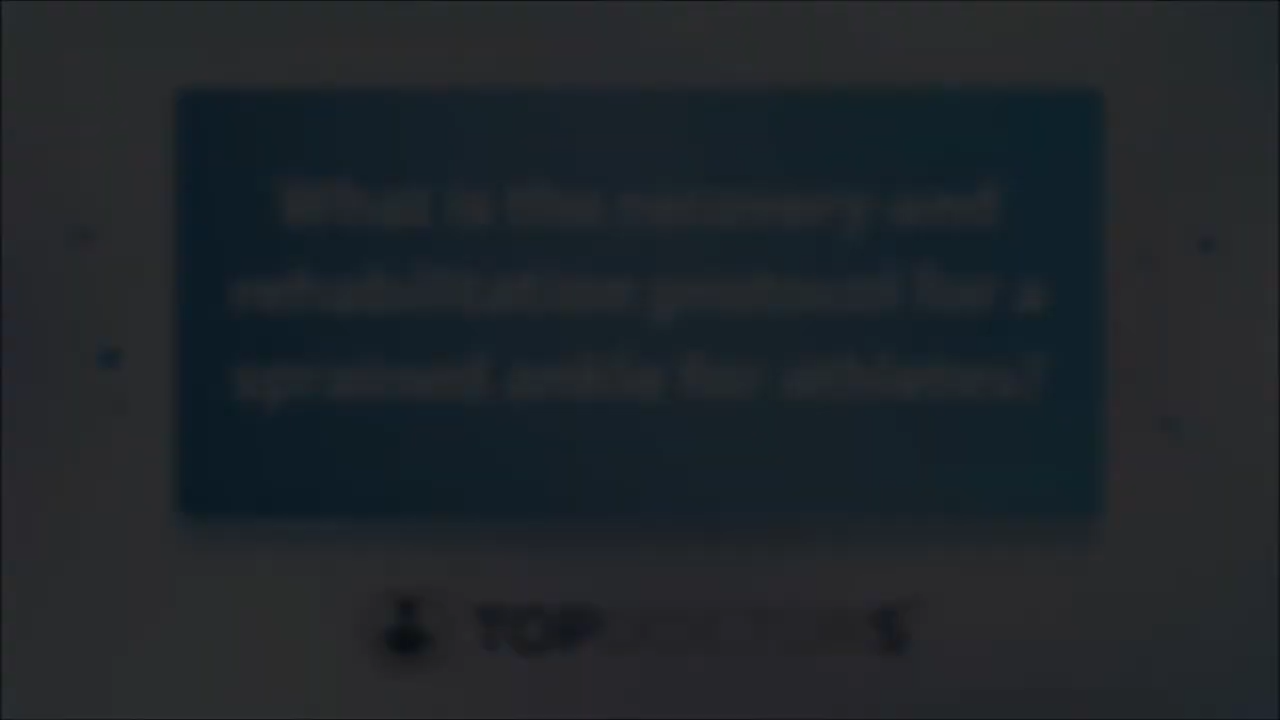 What is the recovery and
rehabilitation protocol for a
sprained ankle for athletes?
TOP